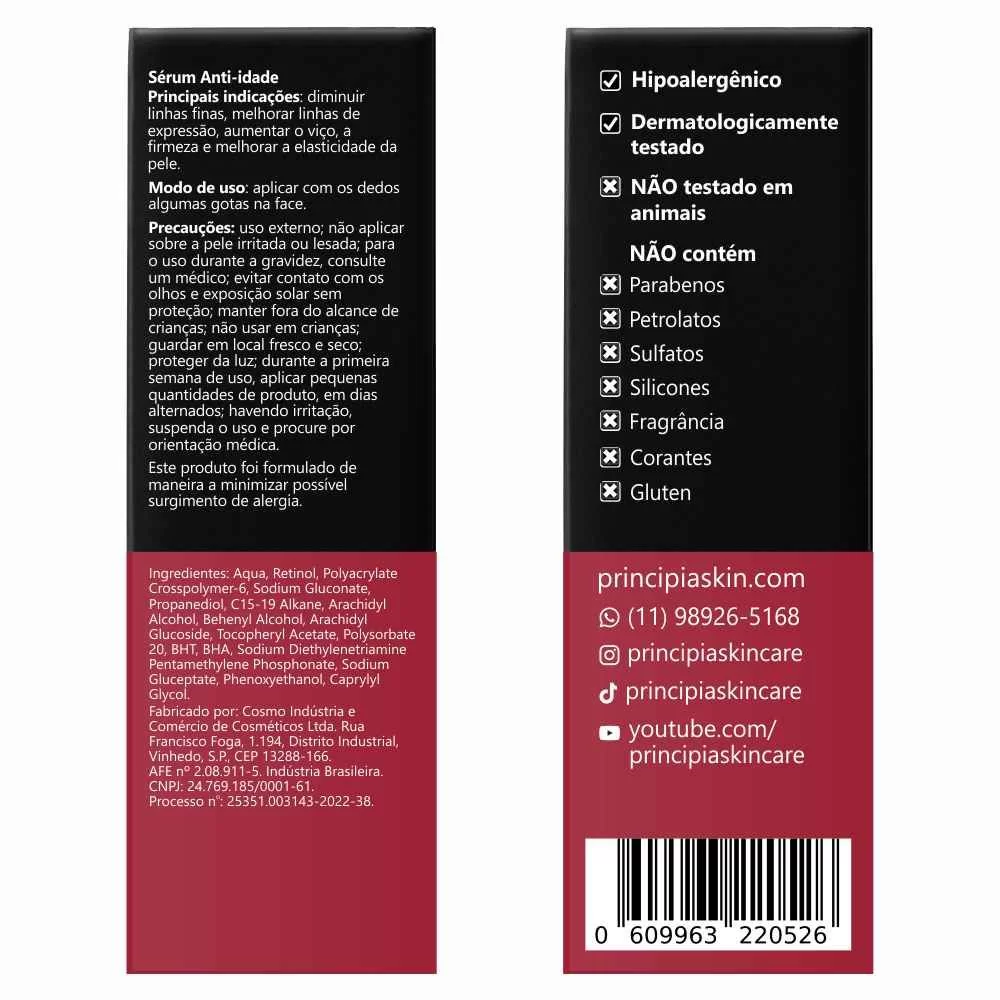 Sérum Anti-idade
Principais indicações: diminuir
linhas finas, melhorar linhas de
expressão, aumentar o viço, a
firmeza e melhorar a elasticidade da
pele.
Modo de uso: aplicar com os dedos
algumas gotas na face.
Precauções: uso externo; não aplicar
sobre a pele irritada ou lesada; para
o uso durante a gravidez, consulte
um médico; evitar contato com os
olhos e exposição solar sem
proteção; manter fora do alcance de
crianças; não usar em crianças;
guardar em local fresco e seco;
proteger da luz; durante a primeira
semana de uso, aplicar pequenas
quantidades de produto, em dias
alternados; havendo irritação,
suspenda o uso e procure por
orientação médica.
Este produto foi formulado de
maneira a minimizar possível
surgimento de alergia.
Ingredientes: Aqua, Retinol, Polyacrylate
Crosspolymer-6, Sodium Gluconate,
Propanediol, C15-19 Alkane, Arachidyl
Alcohol, Behenyl Alcohol, Arachidyl
Glucoside, Tocopheryl Acetate, Polysorbate
20, BHT, BHA, Sodium Diethylenetriamine
Pentamethylene Phosphonate, Sodium
Gluceptate, Phenoxyethanol, Caprylyl
Glycol.
Fabricado por: Cosmo Indústria e
Comércio de Cosméticos Ltda. Rua
Francisco Foga, 1.194, Distrito Industrial,
Vinhedo, S.P., CEP 13288-166.
AFE nº 2.08.911-5. Indústria Brasileira.
CNPJ: 24.769.185/0001-61.
Processo n°: 25351.003143-2022-38.
Hipoalergênico
Dermatologicamente
testado
NÃO testado em
animais
NÃO contém
Parabenos
Petrolatos
Sulfatos
Silicones
Fragrância
Corantes
Gluten
principiaskin.com
(11) 98926-5168
principiaskincare
principiaskincare
youtube.com/
principiaskincare
0 609963 220526